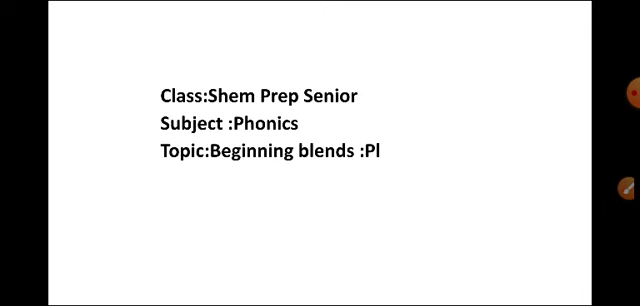 Class:Shem Prep Senior
Subject :Phonics
Topic:Beginning blends :Pl